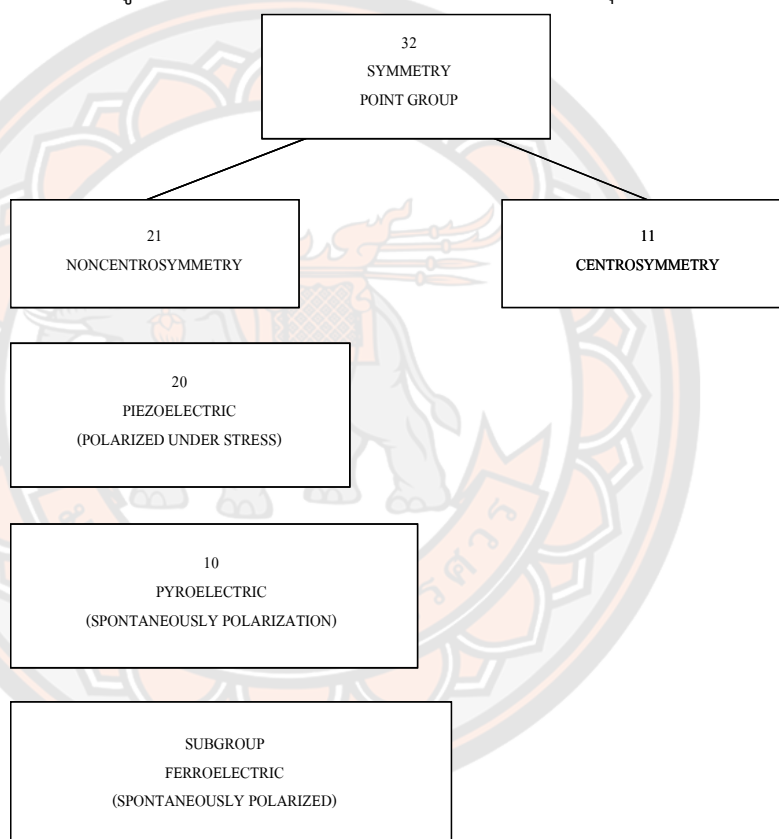 32
SYMMETRY
POINT GROUP
21
NONCENTROSYMMETRY
11
CENTROSYMMETRY
20
PIEZOELECTRIC
(POLARIZED UNDER STRESS)
10
PYROELECTRIC
(SPONTANEOUSLY POLARIZATION)
SUBGROUP
FERROELECTRIC
(SPONTANEOUSLY POLARIZED)